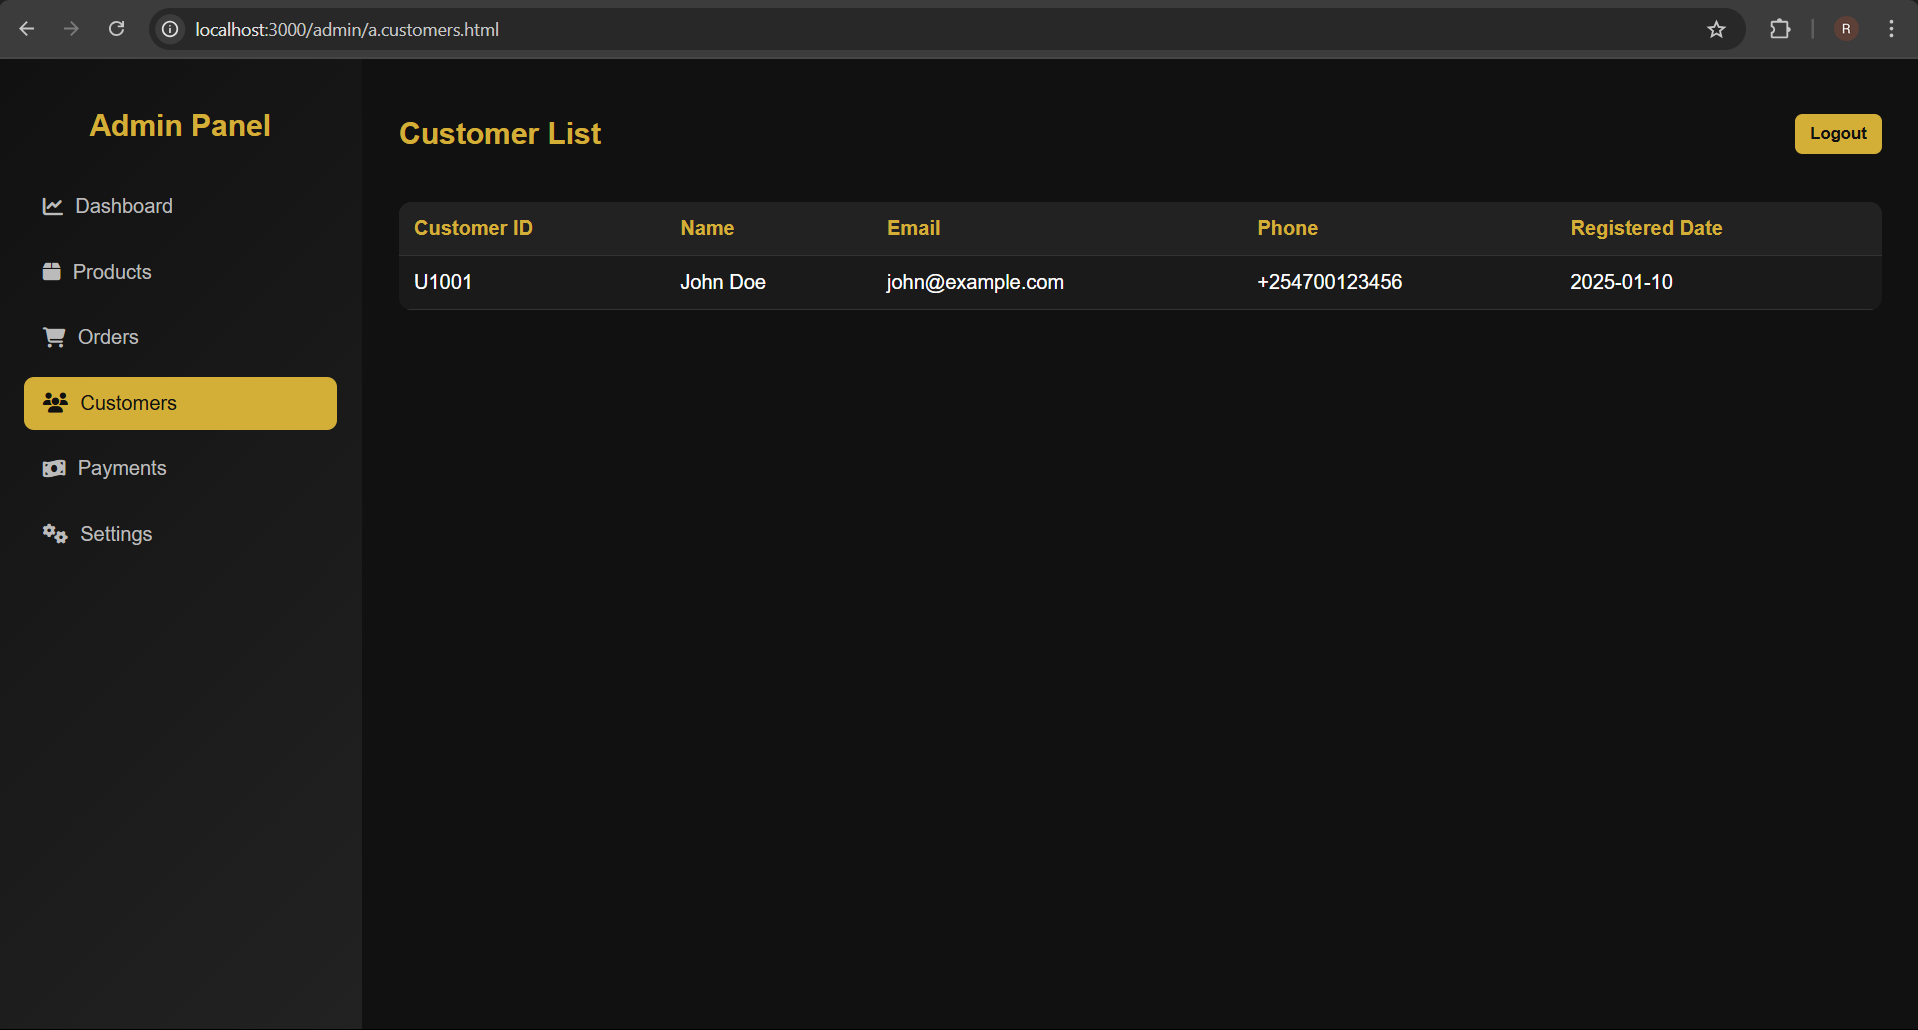 localhost:3000/admin/a.customers.html
R
Admin Panel
Dashboard
Products
Orders
Customers
Payments
Settings
Customer List
Logout
Customer ID Name Email Phone Registered Date
U1001 John Doe john@example.com +254700123456 2025-01-10